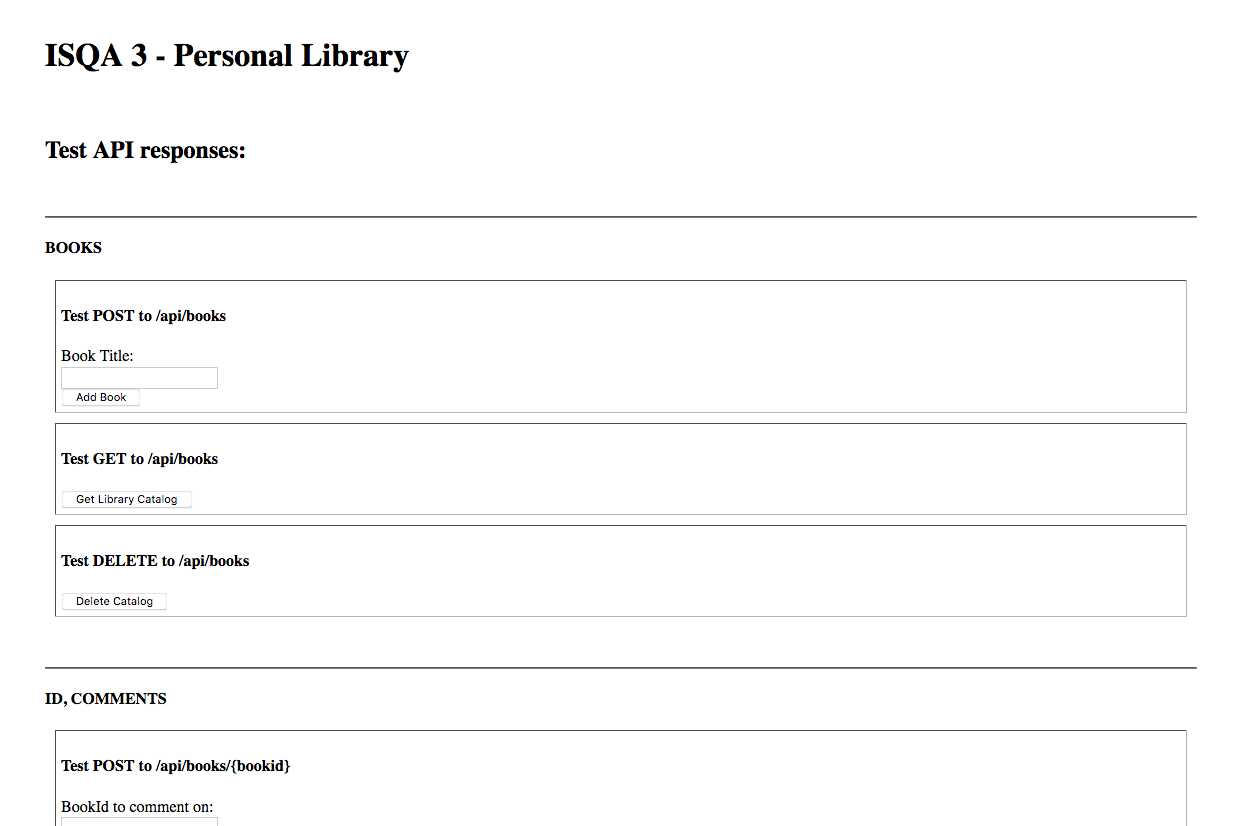 ISQA 3 - Personal Library
Test API responses:
BOOKS
Test POST to /api/books
Book Title:
Add Book
Test GET to /api/books
Get Library Catalog
Test DELETE to /api/books
Delete Catalog
ID, COMMENTS
Test POST to /api/books/{bookid}
BookId to comment on: